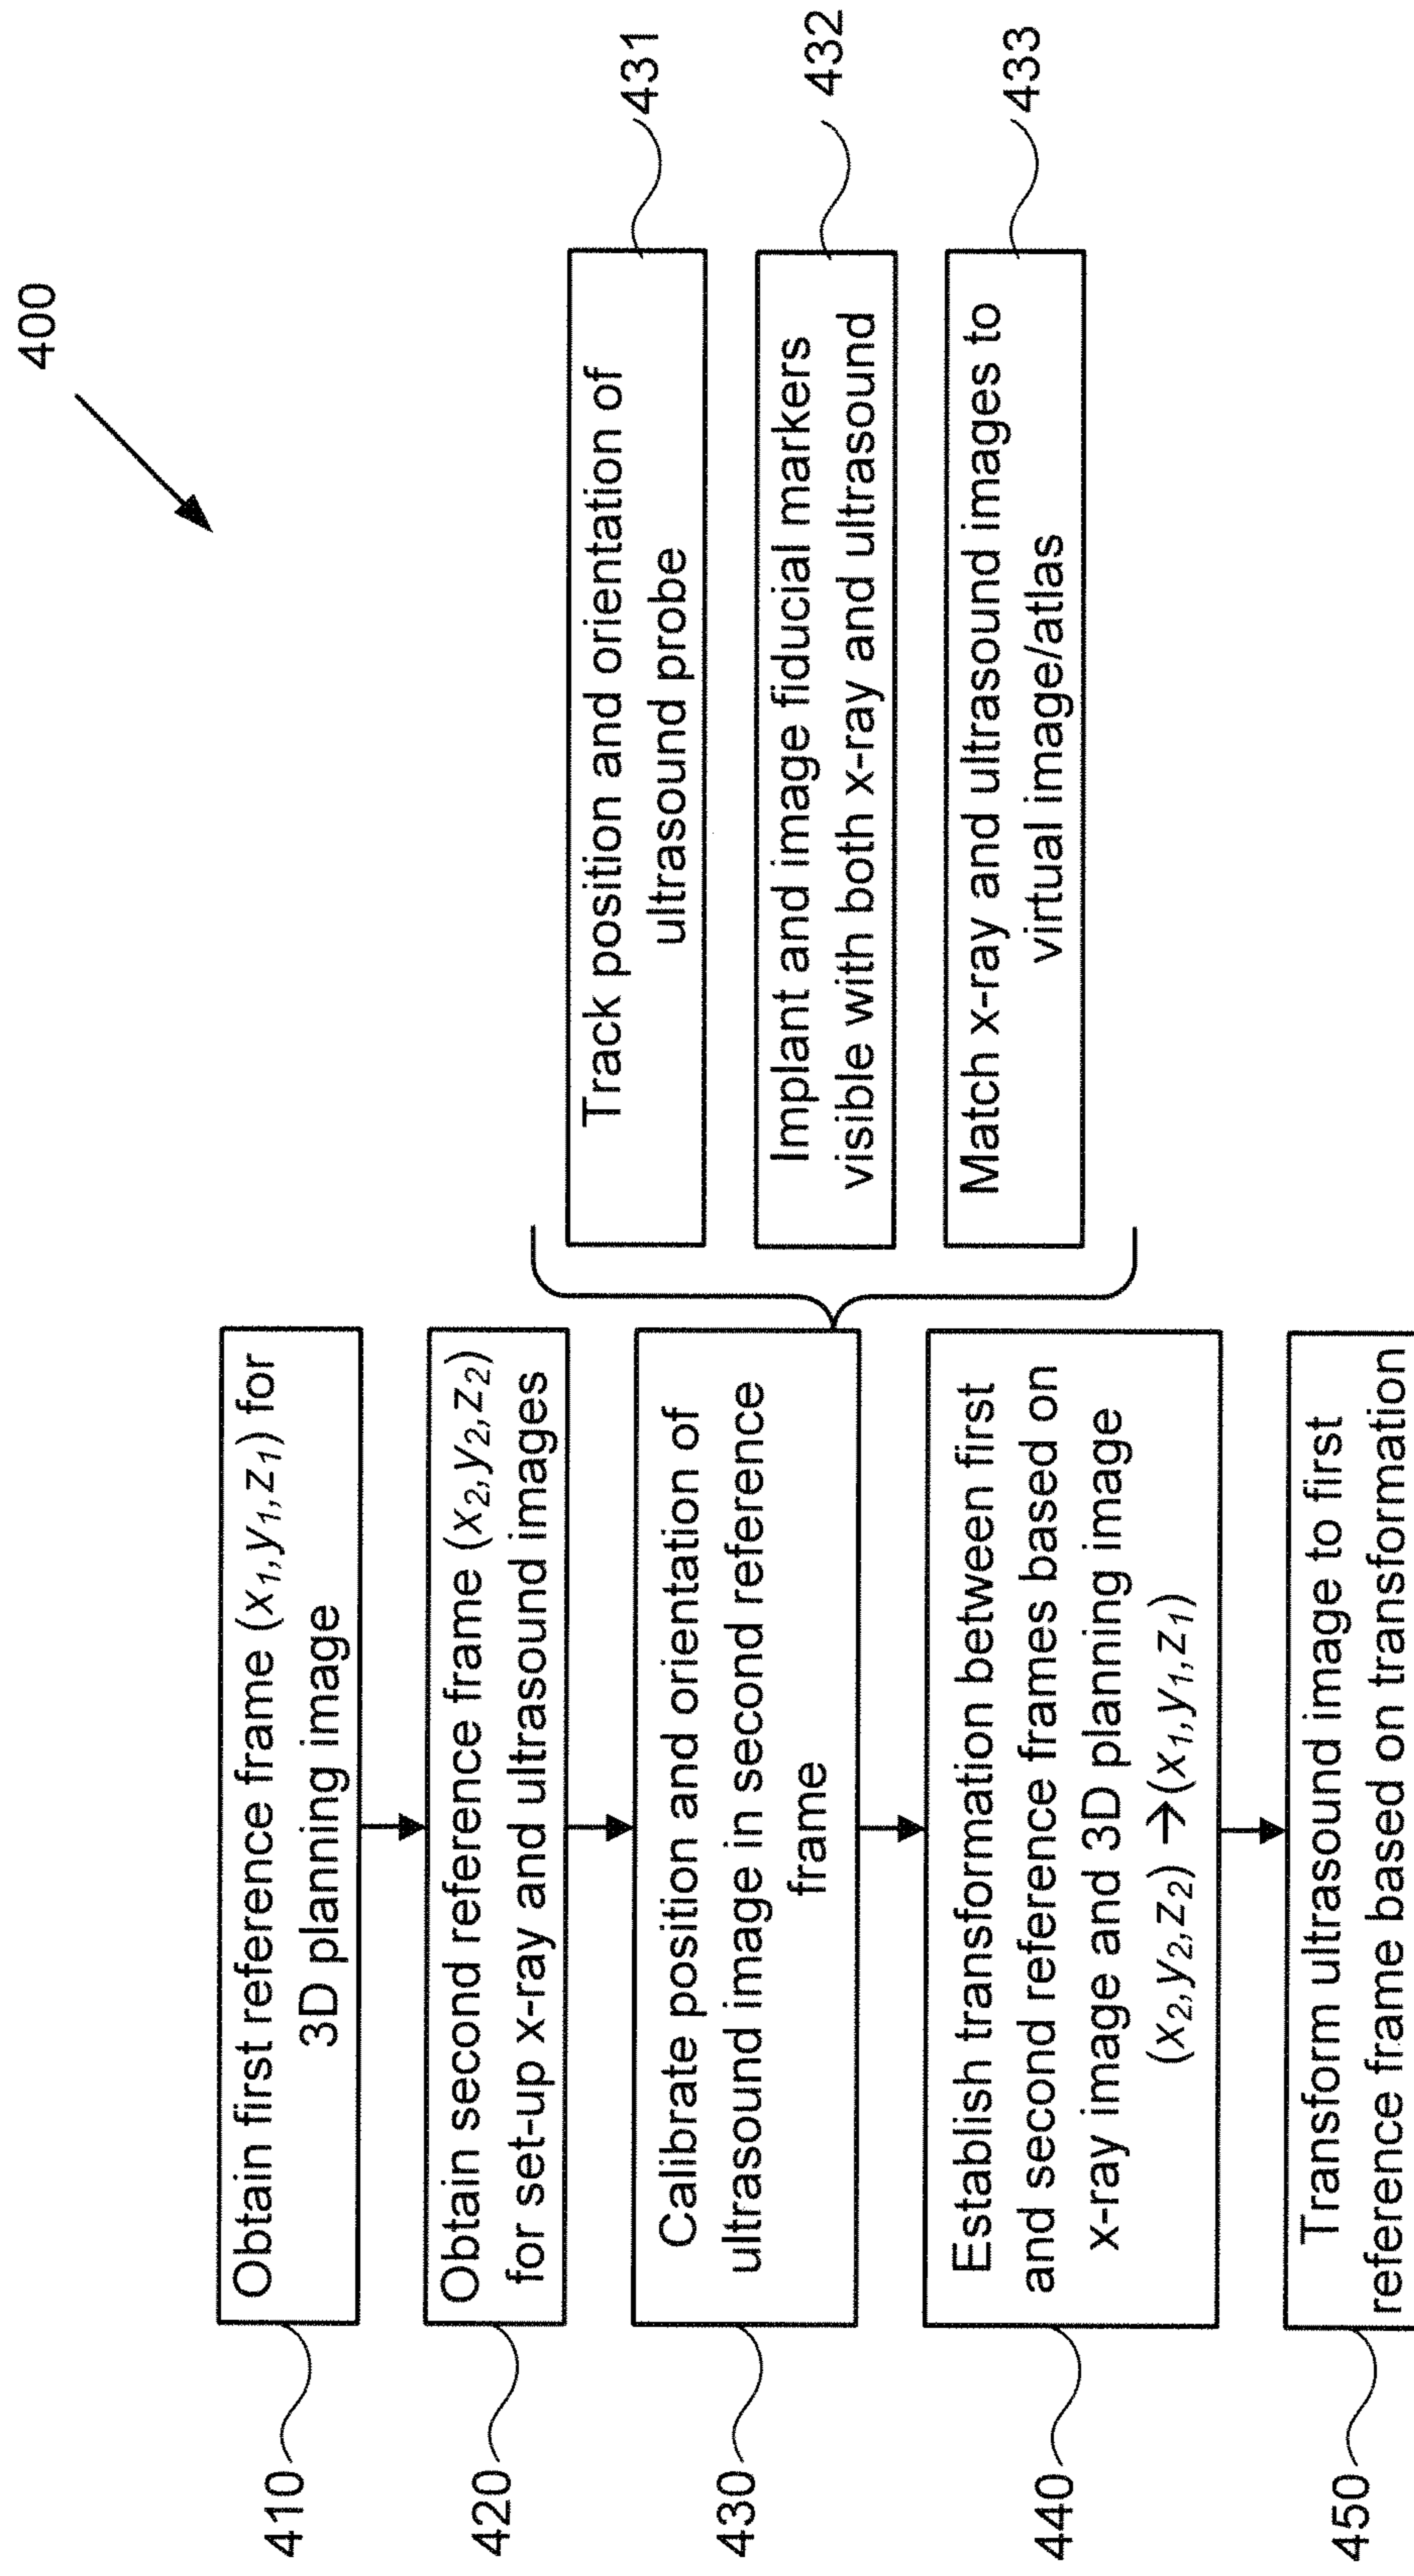 400
410
Obtain first reference frame (x₁,y₁,z₁) for
3D planning image
420
Obtain second reference frame (x₂,y₂,z₂)
for set-up x-ray and ultrasound images
430
Calibrate position and orientation of
ultrasound image in second reference
frame
431
Track position and orientation of
ultrasound probe
432
Implant and image fiducial markers
visible with both x-ray and ultrasound
433
Match x-ray and ultrasound images to
virtual image/atlas
440
Establish transformation between first
and second reference frames based on
x-ray image and 3D planning image
(x₂,y₂,z₂) → (x₁,y₁,z₁)
450
Transform ultrasound image to first
reference frame based on transformation